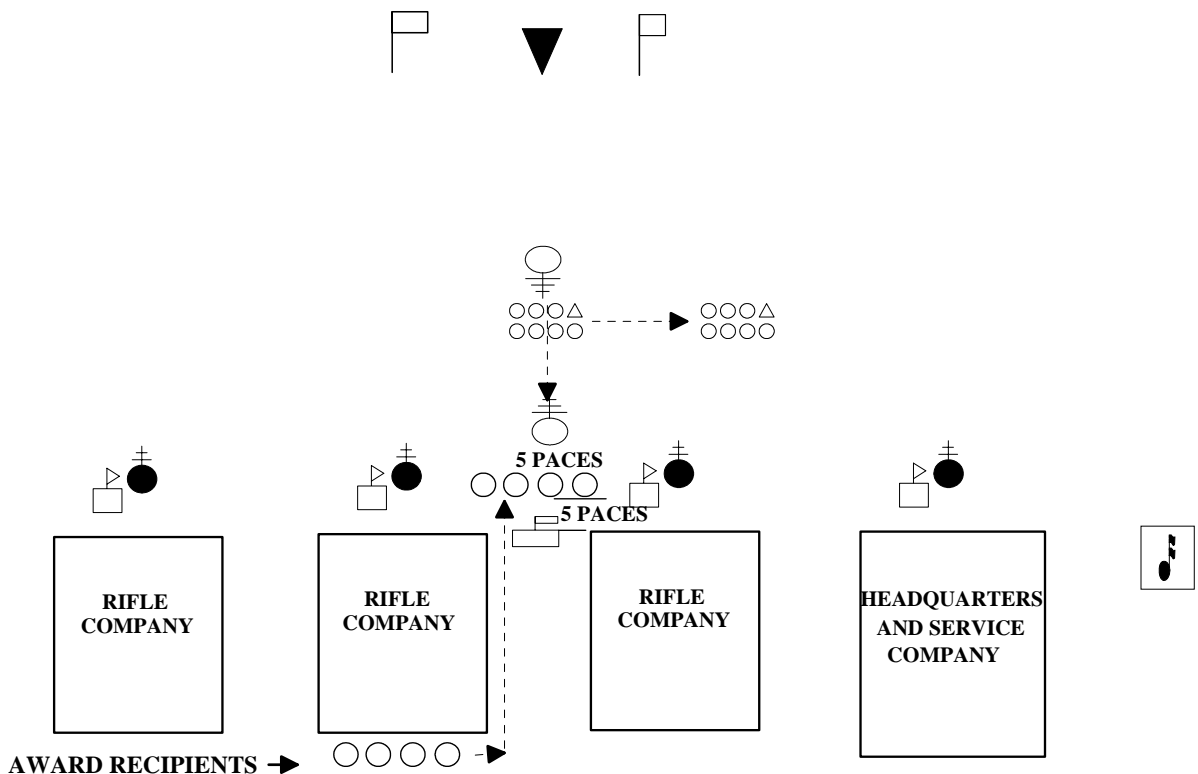 5 PACES
5 PACES
RIFLE
COMPANY
RIFLE
COMPANY
RIFLE
COMPANY
HEADQUARTERS
AND SERVICE
COMPANY
AWARD RECIPIENTS